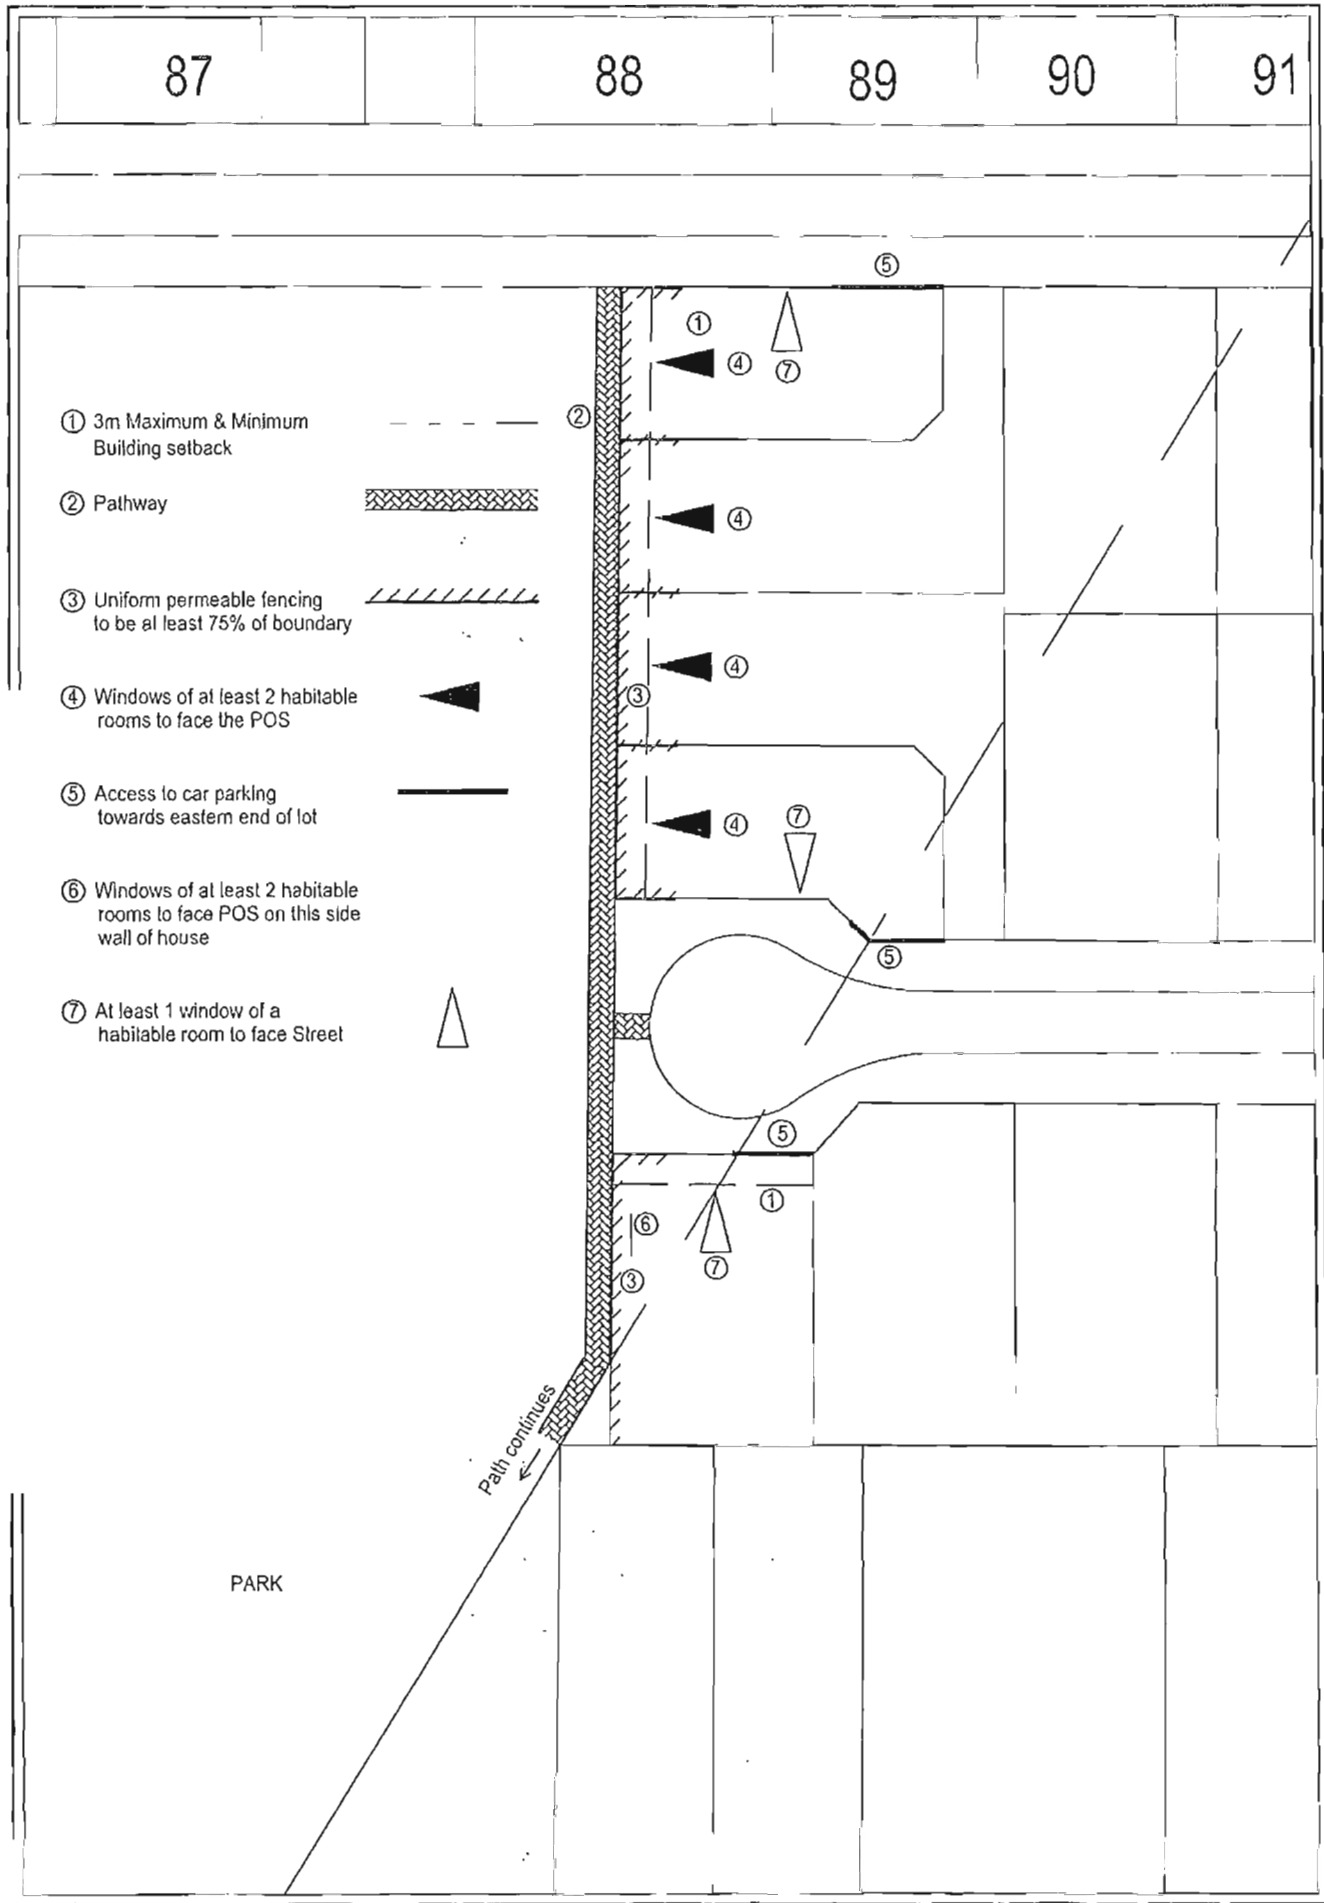 87 88 89 90 91
⑤
①
④
⑦
① 3m Maximum & Minimum
Building setback
②
② Pathway
④
③ Uniform permeable fencing
to be at least 75% of boundary
④
③
④ Windows of at least 2 habitable
rooms to face the POS
⑤ Access to car parking
towards eastern end of lot
⑦
④
⑥ Windows of at least 2 habitable
rooms to face POS on this side
wall of house
⑤
⑦ At least 1 window of a
habitable room to face Street
⑤
①
⑥
⑦
③
Path continues
PARK